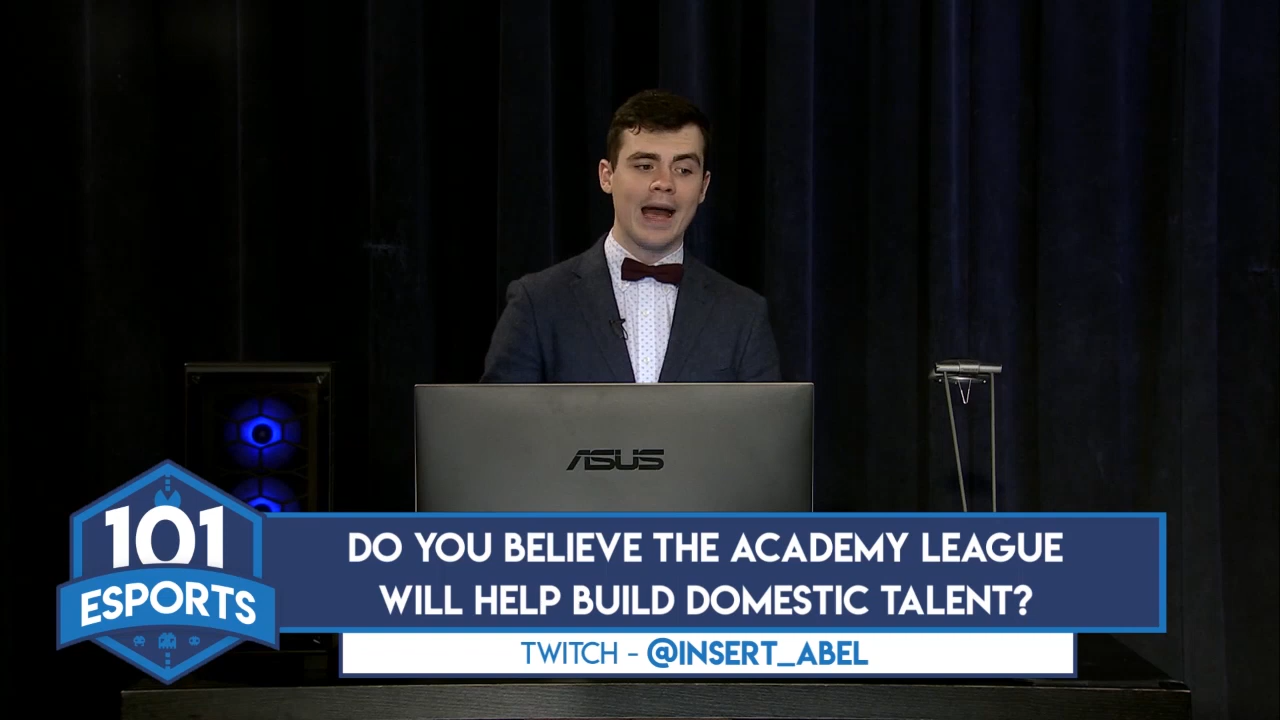 ASUS
101
ESPORTS
DO YOU BELIEVE THE ACADEMY LEAGUE
WILL HELP BUILD DOMESTIC TALENT?
TWITCH - @INSERT_ABEL